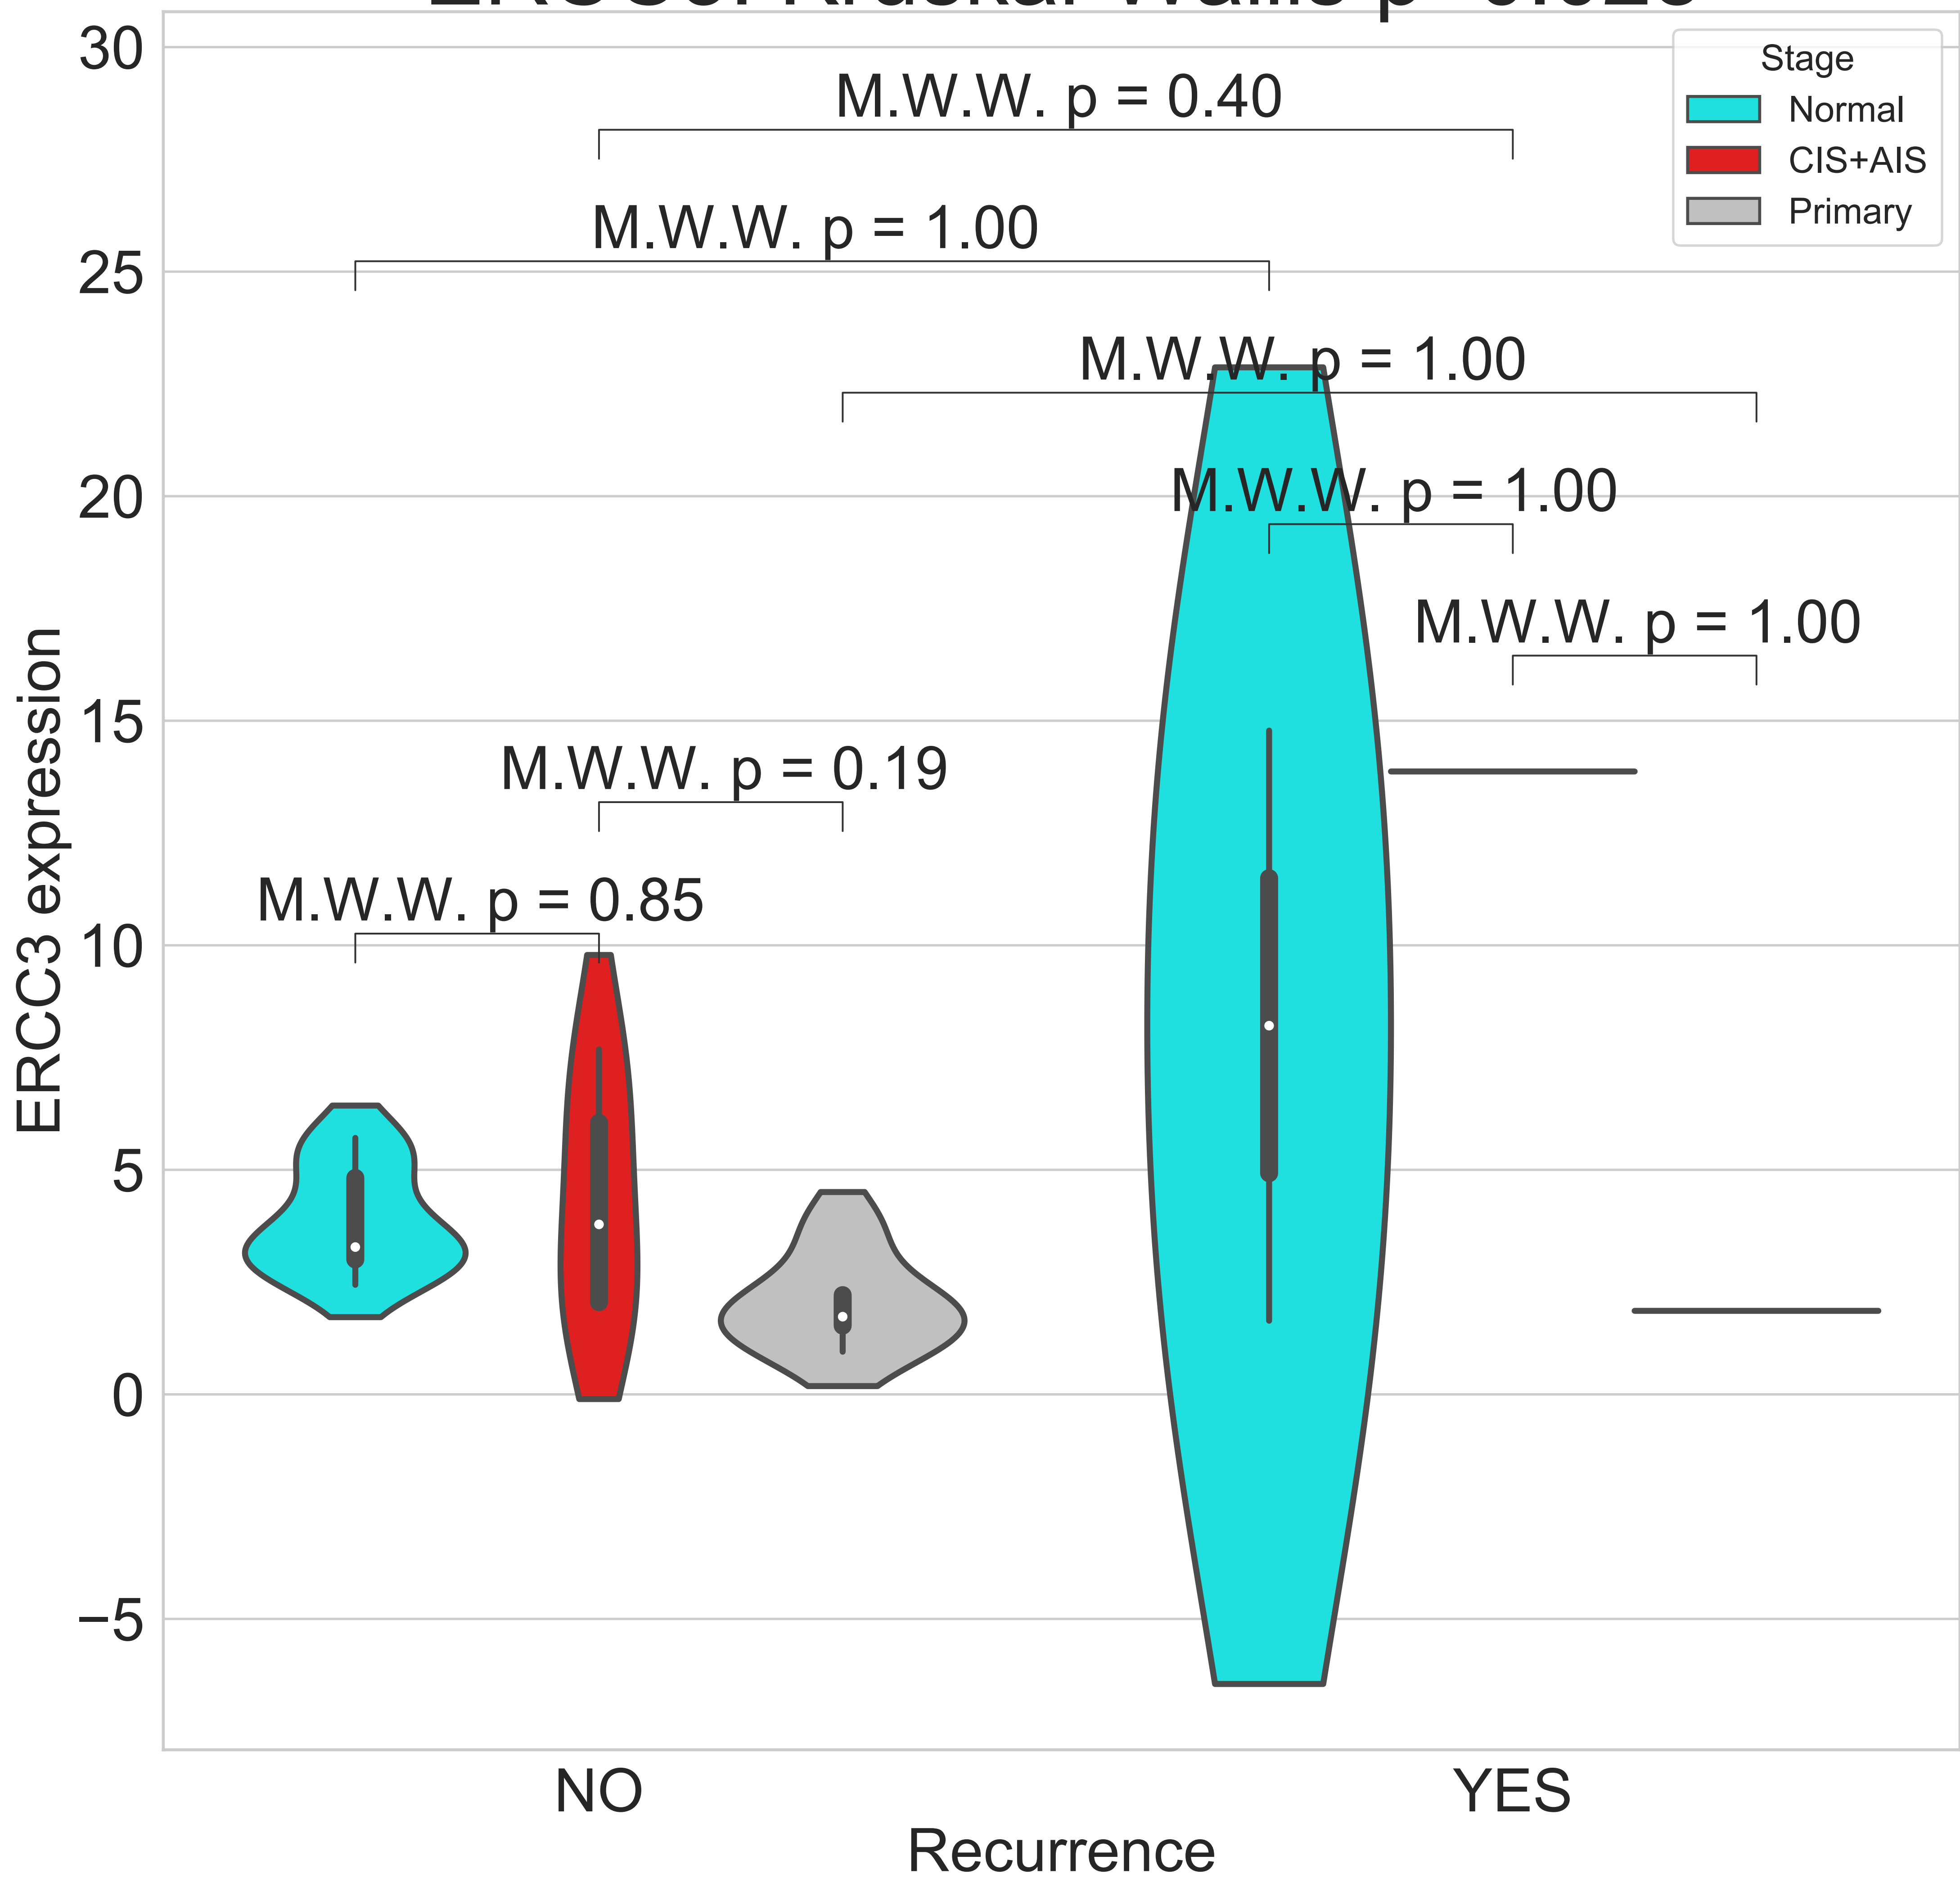 30
25
20
15
10
5
0
−5
ERCC3 expression
M.W.W. p = 0.40
M.W.W. p = 1.00
M.W.W. p = 1.00
M.W.W. p = 1.00
M.W.W. p = 1.00
M.W.W. p = 0.19
M.W.W. p = 0.85
Stage
Normal
CIS+AIS
Primary
NO
YES
Recurrence